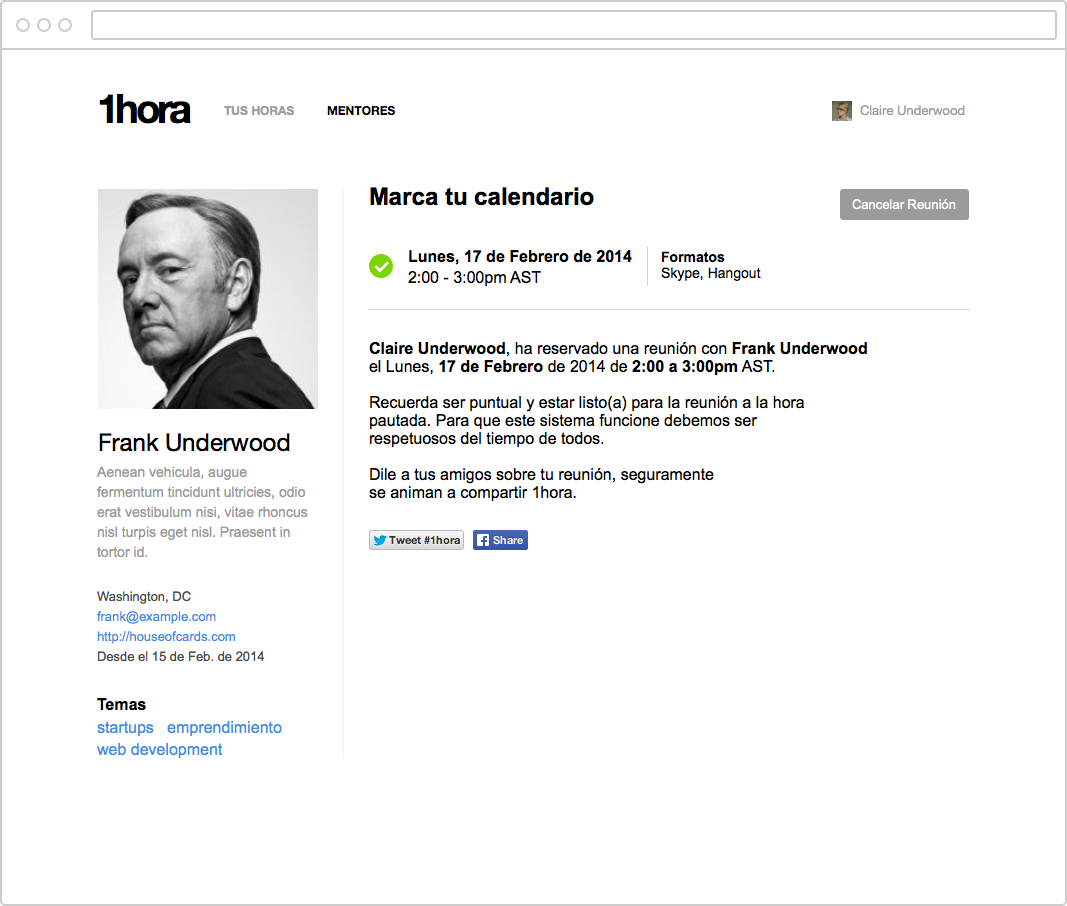 1hora
TUS HORAS
MENTORES
Claire Underwood
Marca tu calendario
Cancelar Reunión
Lunes, 17 de Febrero de 2014
2:00 - 3:00pm AST
Formatos
Skype, Hangout
Claire Underwood, ha reservado una reunión con Frank Underwood
el Lunes, 17 de Febrero de 2014 de 2:00 a 3:00pm AST.
Recuerda ser puntual y estar listo(a) para la reunión a la hora
pautada. Para que este sistema funcione debemos ser
respetuosos del tiempo de todos.
Dile a tus amigos sobre tu reunión, seguramente
se animan a compartir 1hora.
Tweet #1hora
Share
Frank Underwood
Aenean vehicula, augue
fermentum tincidunt ultricies, odio
erat vestibulum nisi, vitae rhoncus
nisl turpis eget nisl. Praesent in
tortor id.
Washington, DC
frank@example.com
http://houseofcards.com
Desde el 15 de Feb. de 2014
Temas
startups emprendimiento
web development